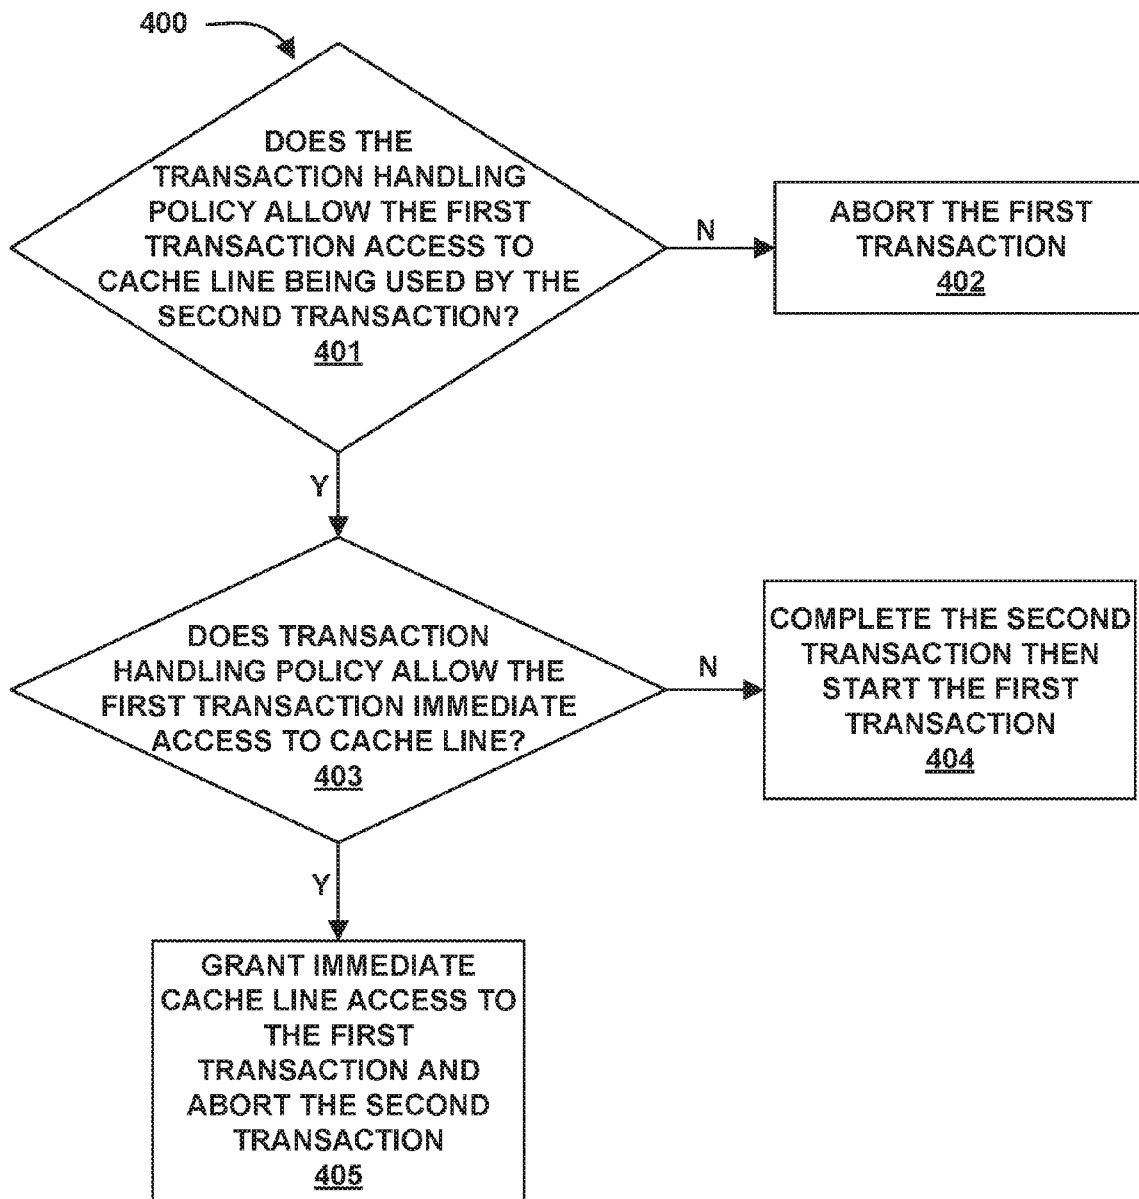 400
DOES THE
TRANSACTION HANDLING
POLICY ALLOW THE FIRST
TRANSACTION ACCESS TO
CACHE LINE BEING USED BY THE
SECOND TRANSACTION?
401
N
ABORT THE FIRST
TRANSACTION
402
Y
DOES TRANSACTION
HANDLING POLICY ALLOW THE
FIRST TRANSACTION IMMEDIATE
ACCESS TO CACHE LINE?
403
N
COMPLETE THE SECOND
TRANSACTION THEN
START THE FIRST
TRANSACTION
404
Y
GRANT IMMEDIATE
CACHE LINE ACCESS TO
THE FIRST
TRANSACTION AND
ABORT THE SECOND
TRANSACTION
405